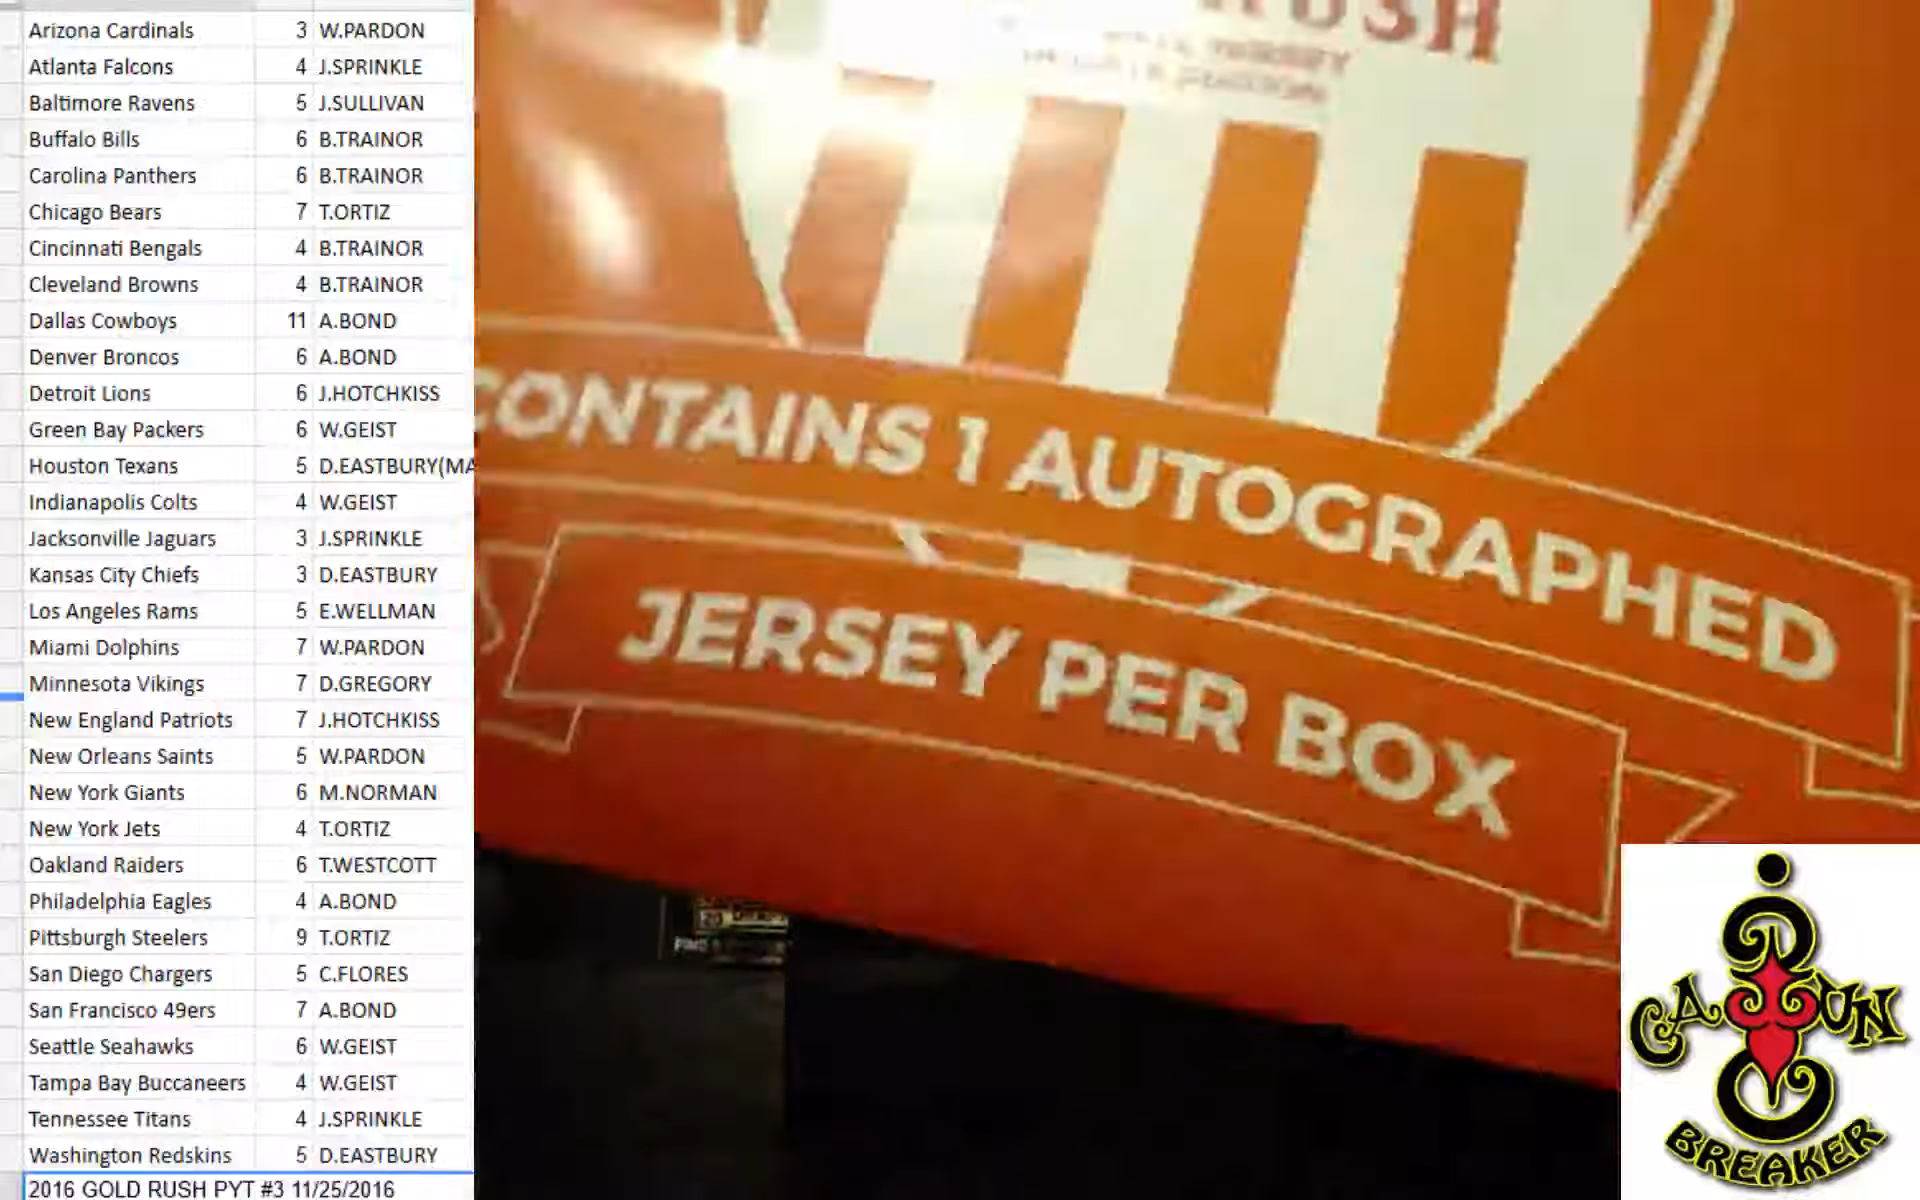 Arizona Cardinals 3 W.PARDON
Atlanta Falcons 4 J.SPRINKLE
Baltimore Ravens 5 J.SULLIVAN
Buffalo Bills 6 B.TRAINOR
Carolina Panthers 6 B.TRAINOR
Chicago Bears 7 T.ORTIZ
Cincinnati Bengals 4 B.TRAINOR
Cleveland Browns 4 B.TRAINOR
Dallas Cowboys 11 A.BOND
Denver Broncos 6 A.BOND
Detroit Lions 6 J.HOTCHKISS
Green Bay Packers 6 W.GEIST
Houston Texans 5 D.EASTBURY(MA
Indianapolis Colts 4 W.GEIST
Jacksonville Jaguars 3 J.SPRINKLE
Kansas City Chiefs 3 D.EASTBURY
Los Angeles Rams 5 E.WELLMAN
Miami Dolphins 7 W.PARDON
Minnesota Vikings 7 D.GREGORY
New England Patriots 7 J.HOTCHKISS
New Orleans Saints 5 W.PARDON
New York Giants 6 M.NORMAN
New York Jets 4 T.ORTIZ
Oakland Raiders 6 T.WESTCOTT
Philadelphia Eagles 4 A.BOND
Pittsburgh Steelers 9 T.ORTIZ
San Diego Chargers 5 C.FLORES
San Francisco 49ers 7 A.BOND
Seattle Seahawks 6 W.GEIST
Tampa Bay Buccaneers 4 W.GEIST
Tennessee Titans 4 J.SPRINKLE
Washington Redskins 5 D.EASTBURY
2016 GOLD RUSH PYT #3 11/25/2016
RUSH
CONTAINS 1 AUTOGRAPHED
JERSEY PER BOX
CAJUN
BREAKER